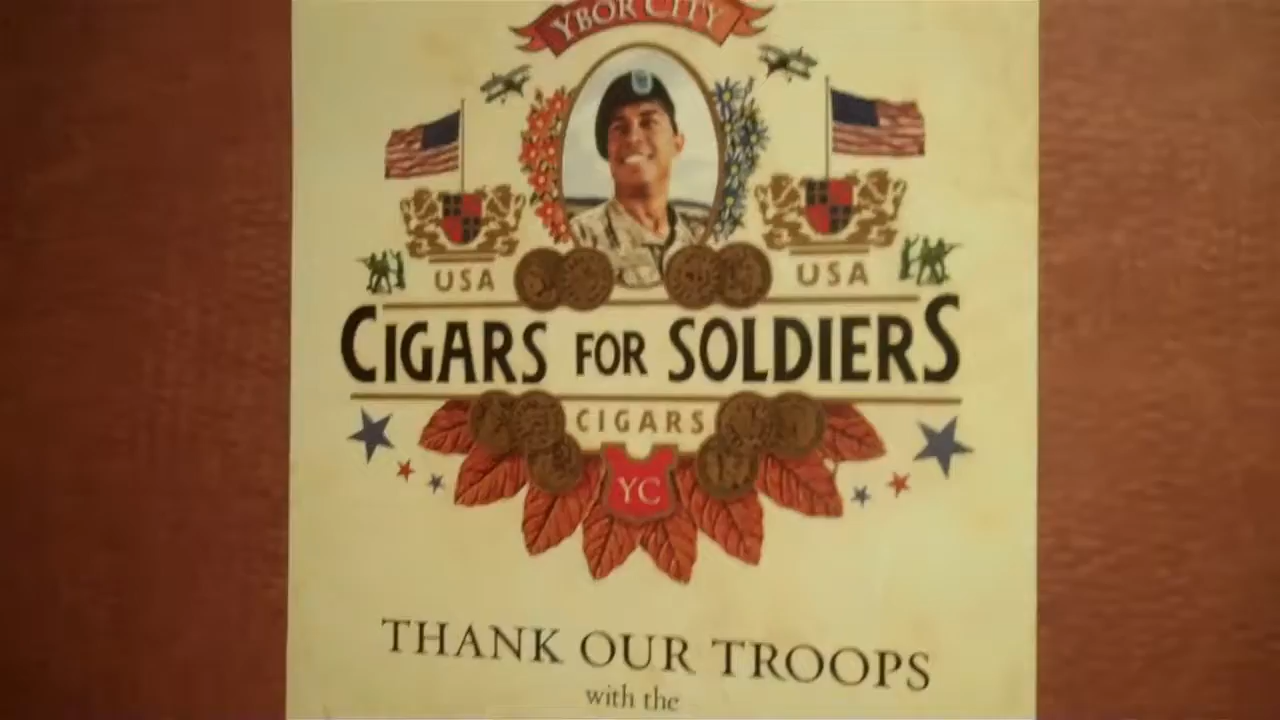 YBOR CITY
USA
USA
CIGARS FOR SOLDIERS
CIGARS
YC
THANK OUR TROOPS
with the